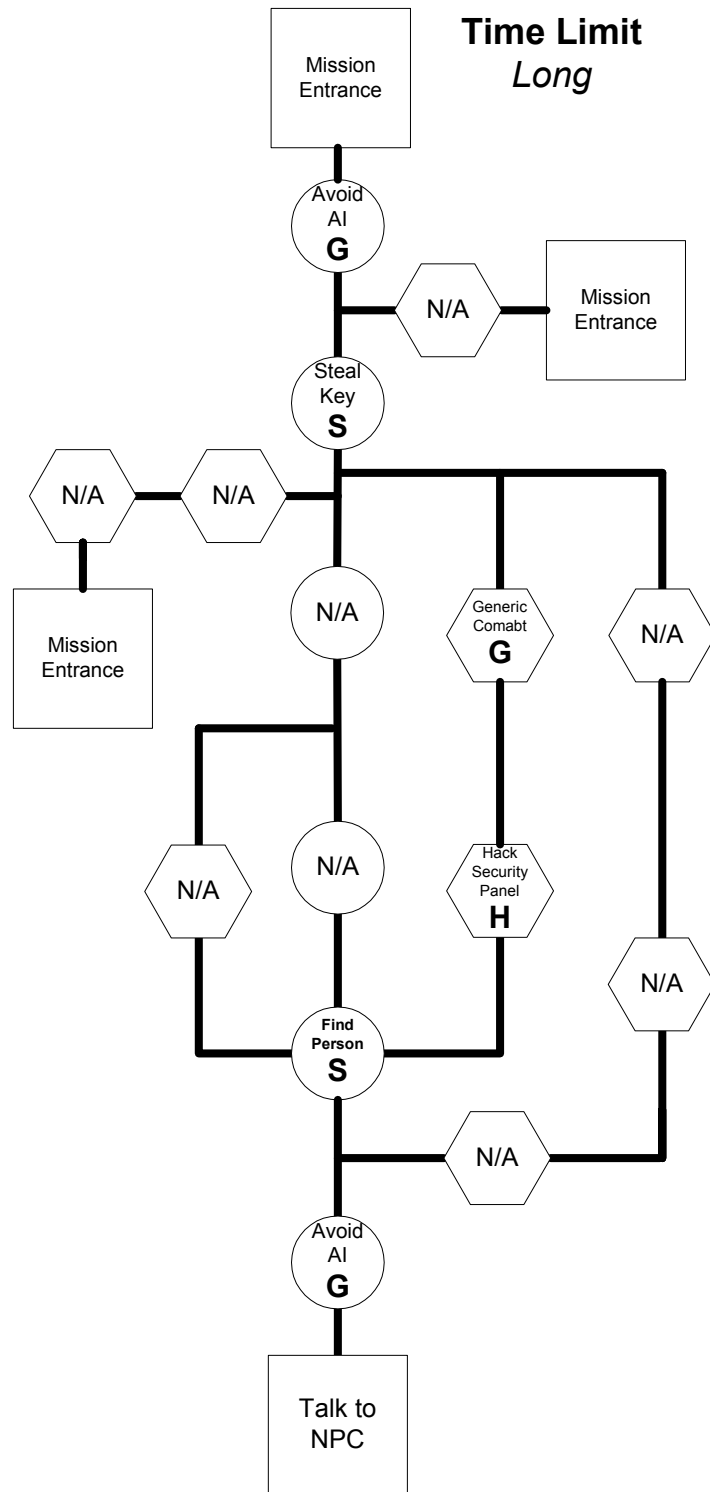 Time Limit
Long
Mission
Entrance
Avoid
AI
G
N/A
Mission
Entrance
Steal
Key
S
N/A
N/A
Mission
Entrance
N/A
Generic
Comabt
G
N/A
N/A
N/A
Hack
Security
Panel
H
N/A
Find
Person
S
N/A
Avoid
AI
G
Talk to
NPC